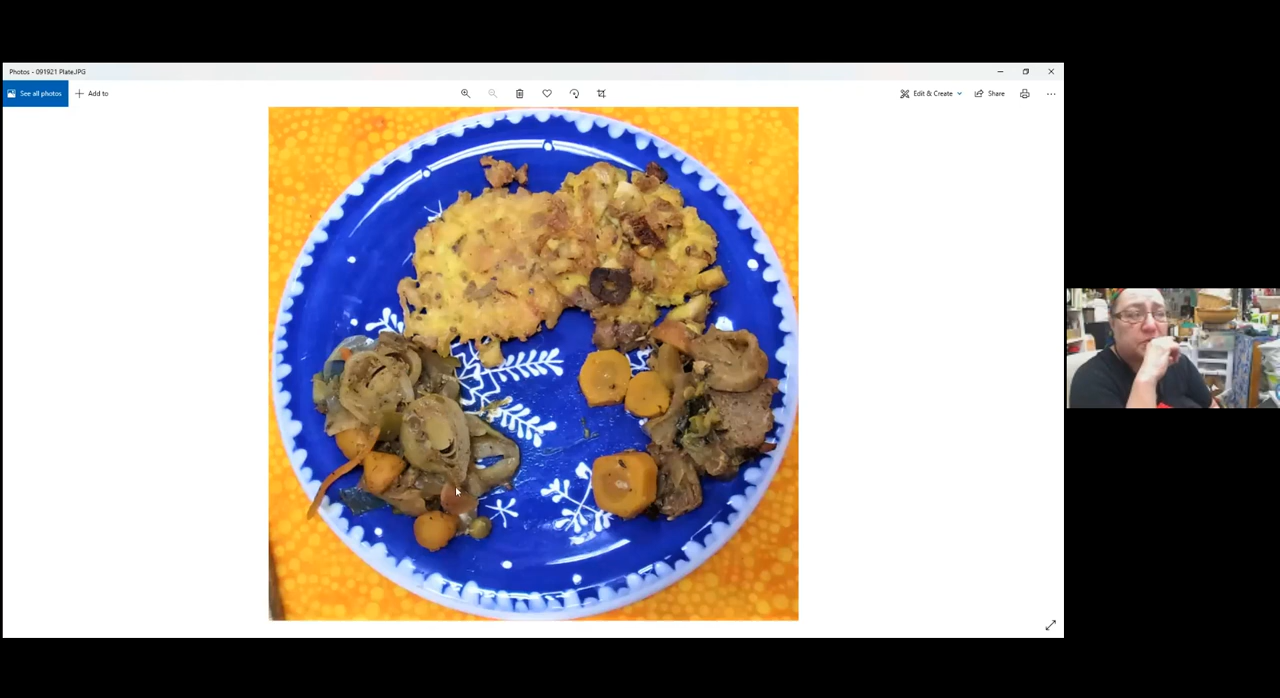 Photos - 091921 Plate.JPG
See all photos
Add to
Edit & Create
Share